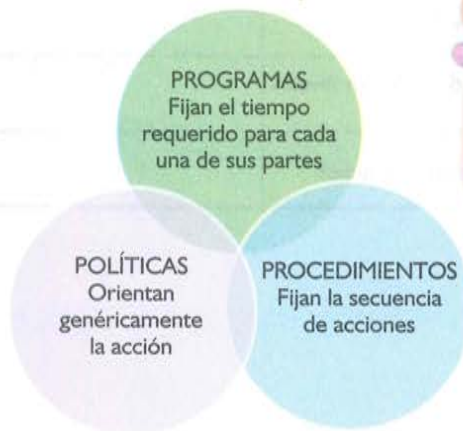 PROGRAMAS
Fijan el tiempo
requerido para cada
una de sus partes
POLÍTICAS
Orientan
genéricamente
la acción
PROCEDIMIENTOS
Fijan la secuencia
de acciones